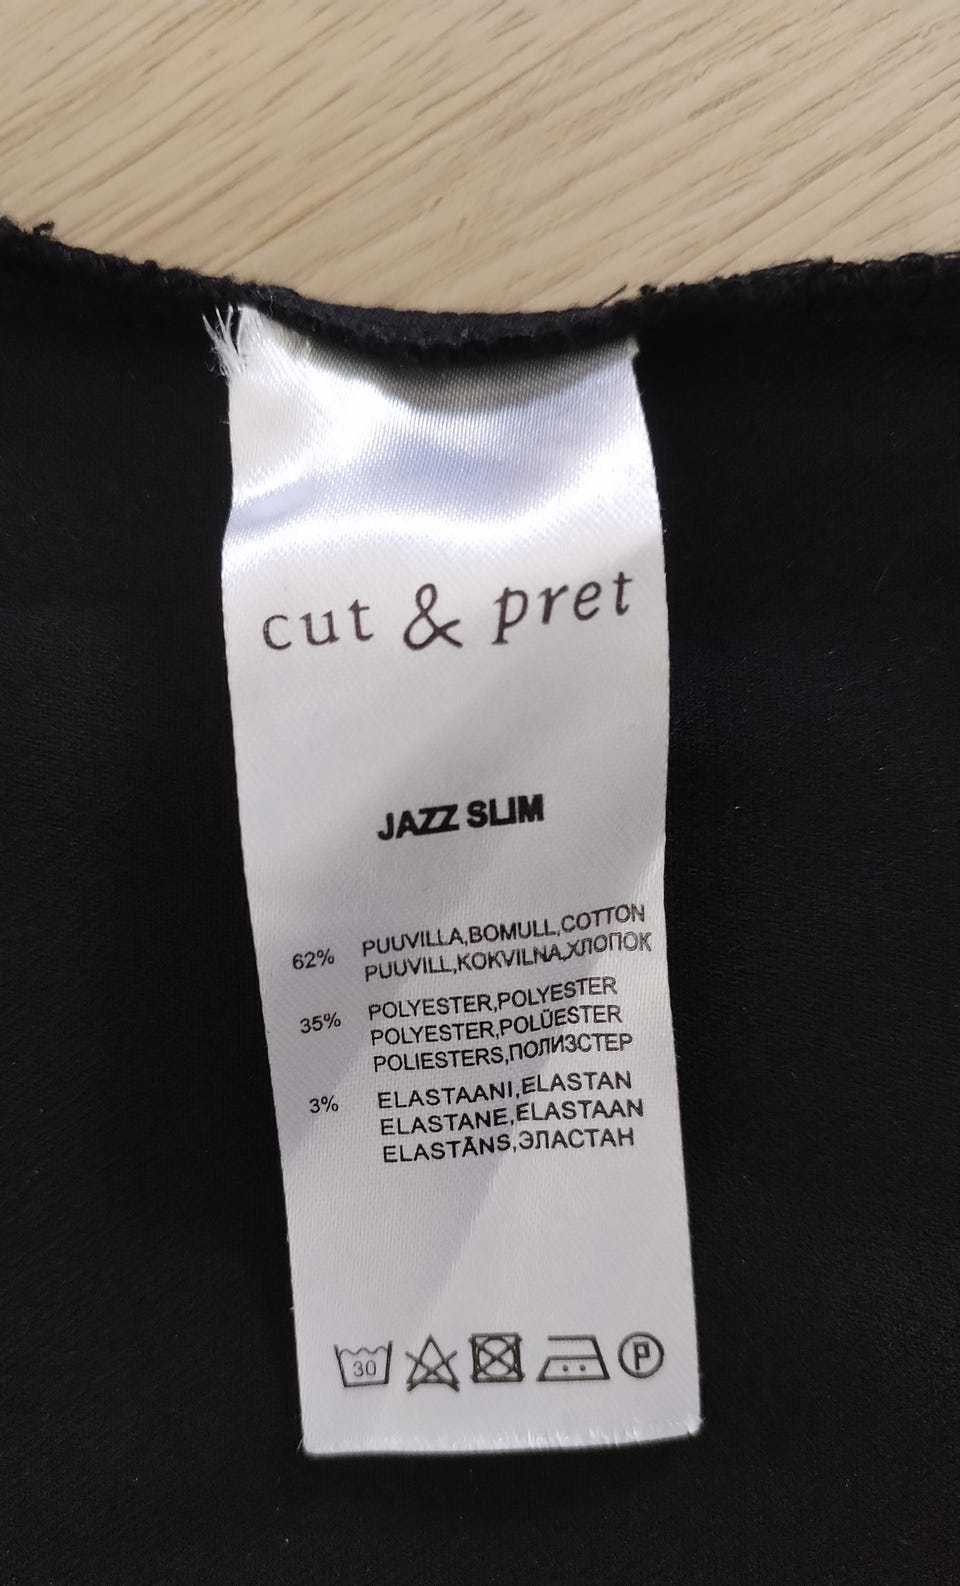 cut & pret
JAZZ SLIM
62% PUUVILLA,BOMULL,COTTON
PUUVILL,KOKVILNA,ХЛОПОК
35% POLYESTER,POLYESTER
POLYESTER,POLÜESTER
POLIESTERS,ПОЛИЗСТЕР
3% ELASTAANI,ELASTAN
ELASTANE,ELASTAAN
ELASTĀNS,ЭЛАСТАН
30 P